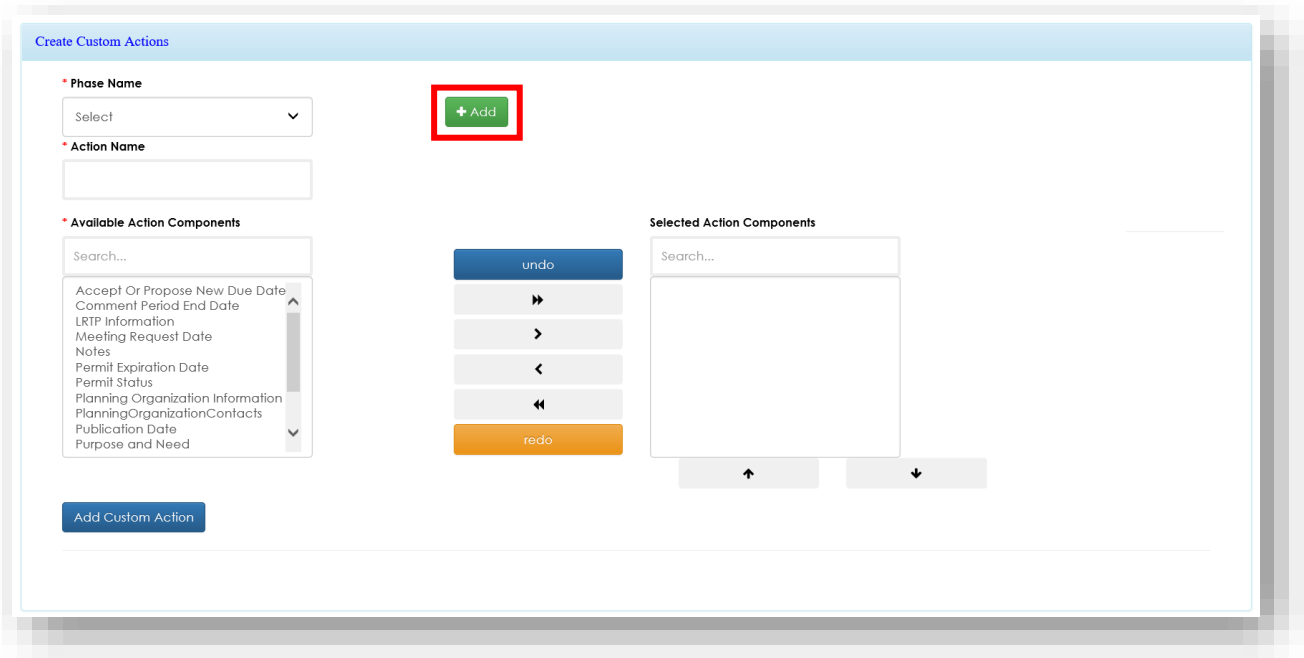 Create Custom Actions
* Phase Name
Select
+ Add
* Action Name
* Available Action Components
Search...
Accept Or Propose New Due Date
Comment Period End Date
LRTP Information
Meeting Request Date
Notes
Permit Expiration Date
Permit Status
Planning Organization Information
PlanningOrganizationContacts
Publication Date
Purpose and Need
undo
redo
Selected Action Components
Search...
Add Custom Action